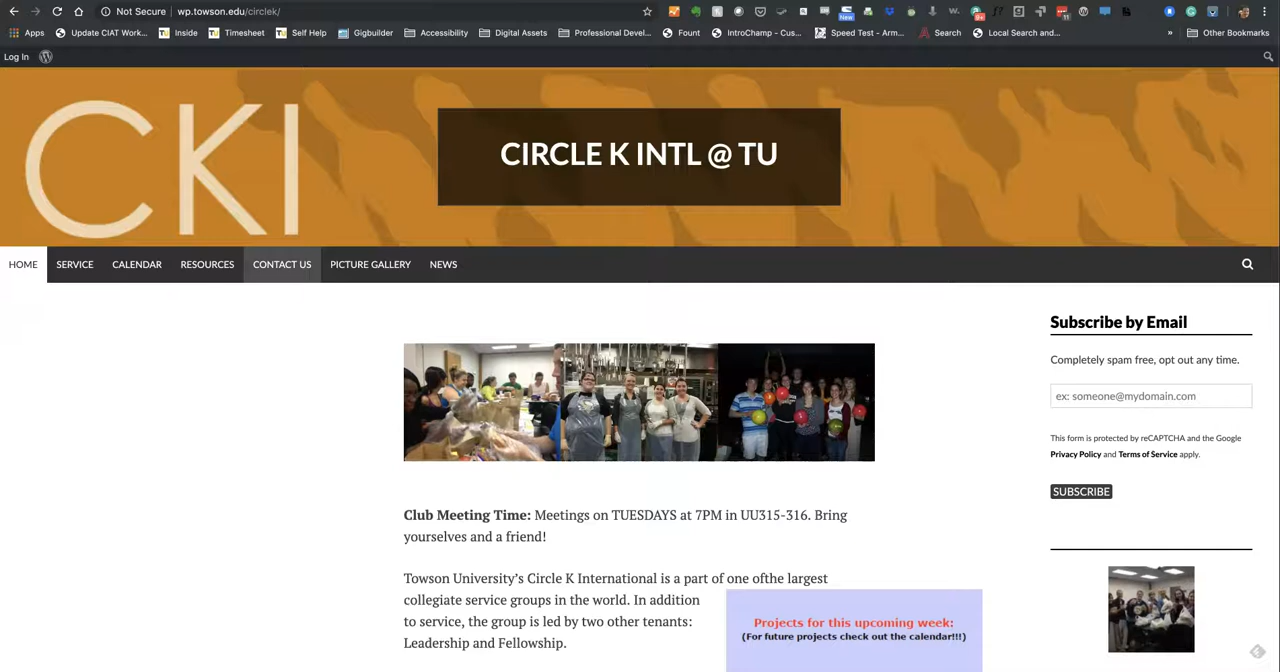 Not Secure | wp.towson.edu/circlek/
Apps Update CIAT Work... Inside Timesheet Self Help Gigbuilder Accessibility Digital Assets Professional Devel... Fount IntroChamp - Cus... Speed Test - Arm... Search Local Search and... » Other Bookmarks
Log In
CKI
CIRCLE K INTL @ TU
HOME SERVICE CALENDAR RESOURCES CONTACT US PICTURE GALLERY NEWS
Club Meeting Time: Meetings on TUESDAYS at 7PM in UU315-316. Bring
yourselves and a friend!
Towson University’s Circle K International is a part of one ofthe largest
collegiate service groups in the world. In addition
to service, the group is led by two other tenants:
Leadership and Fellowship.
Projects for this upcoming week:
(For future projects check out the calendar!!!)
Subscribe by Email
Completely spam free, opt out any time.
ex: someone@mydomain.com
This form is protected by reCAPTCHA and the Google
Privacy Policy and Terms of Service apply.
SUBSCRIBE